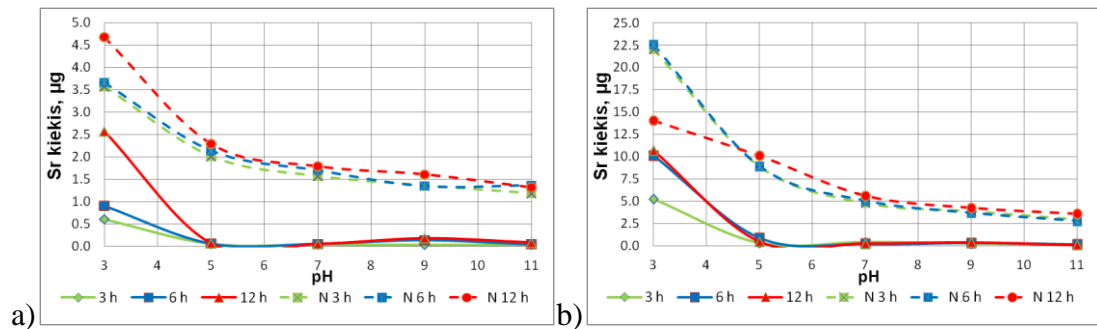 Sr kiekis, µg
5.0
4.5
4.0
3.5
3.0
2.5
2.0
1.5
1.0
0.5
0.0
3 4 5 6 7 8 9 10 11
pH
3 h 6 h 12 h N 3 h N 6 h N 12 h
a)
Sr kiekis, µg
25.0
22.5
20.0
17.5
15.0
12.5
10.0
7.5
5.0
2.5
0.0
3 4 5 6 7 8 9 10 11
pH
3 h 6 h 12 h N 3 h N 6 h N 12 h
b)